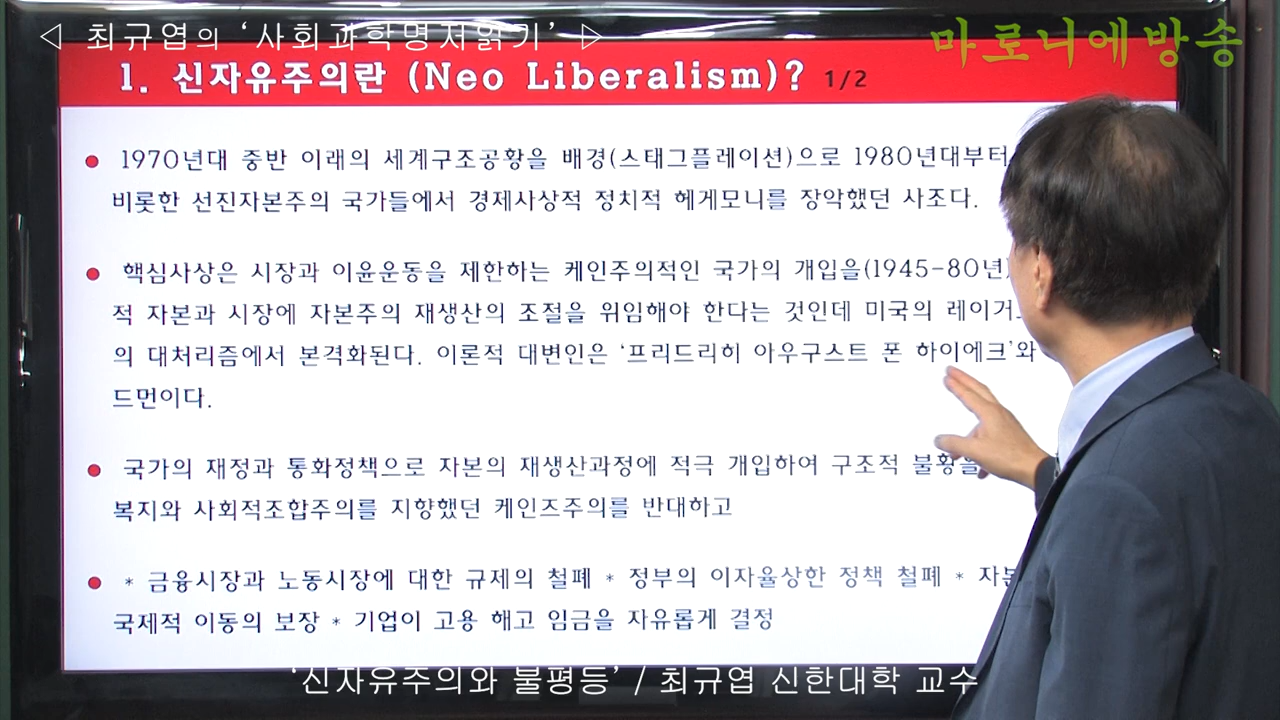 ◁ 최규엽의 ‘사회과학명저읽기’ ▷
마로니에방송
1. 신자유주의란 (Neo Liberalism)? 1/2
● 1970년대 중반 이래의 세계구조공황을 배경(스태그플레이션)으로 1980년대부터
비롯한 선진자본주의 국가들에서 경제사상적 정치적 헤게모니를 장악했던 사조다.
● 핵심사상은 시장과 이윤운동을 제한하는 케인주의적인 국가의 개입을(1945-80년)
적 자본과 시장에 자본주의 재생산의 조절을 위임해야 한다는 것인데 미국의
의 대처리즘에서 본격화된다. 이론적 대변인은 ‘프리드리히 아우구스트 폰 하이에크’와
드먼이다.
● 국가의 재정과 통화정책으로 자본의 재생산과정에 적극 개입하여 구조적 불황을
복지와 사회적조합주의를 지향했던 케인즈주의를 반대하고
● * 금융시장과 노동시장에 대한 규제의 철폐 * 정부의 이자율상한 정책 철폐 *
국제적 이동의 보장 * 기업이 고용 해고 임금을 자유롭게 결정
‘신자유주의와 불평등’ / 최규엽 신한대학 교수